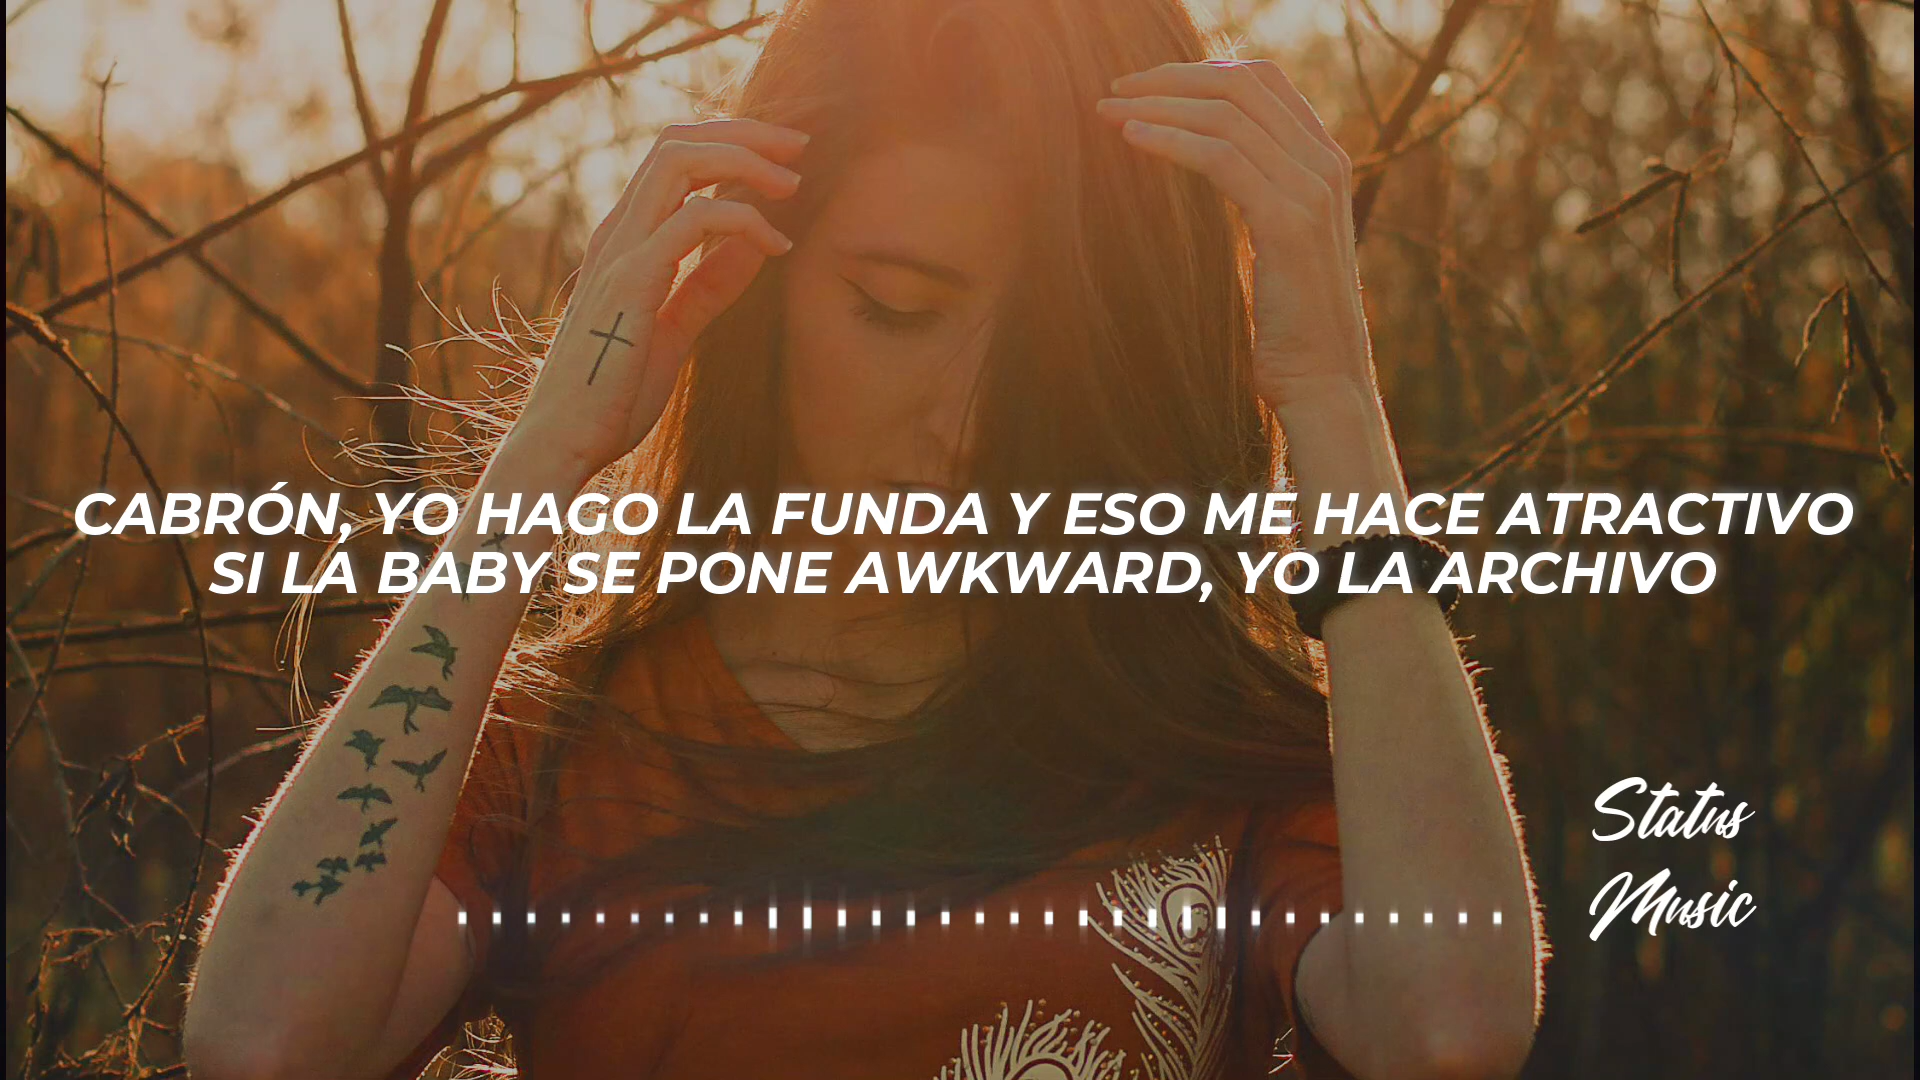 CABRÓN, YO HAGO LA FUNDA Y ESO ME HACE ATRACTIVO
SI LA BABY SE PONE AWKWARD, YO LA ARCHIVO
Status
Music